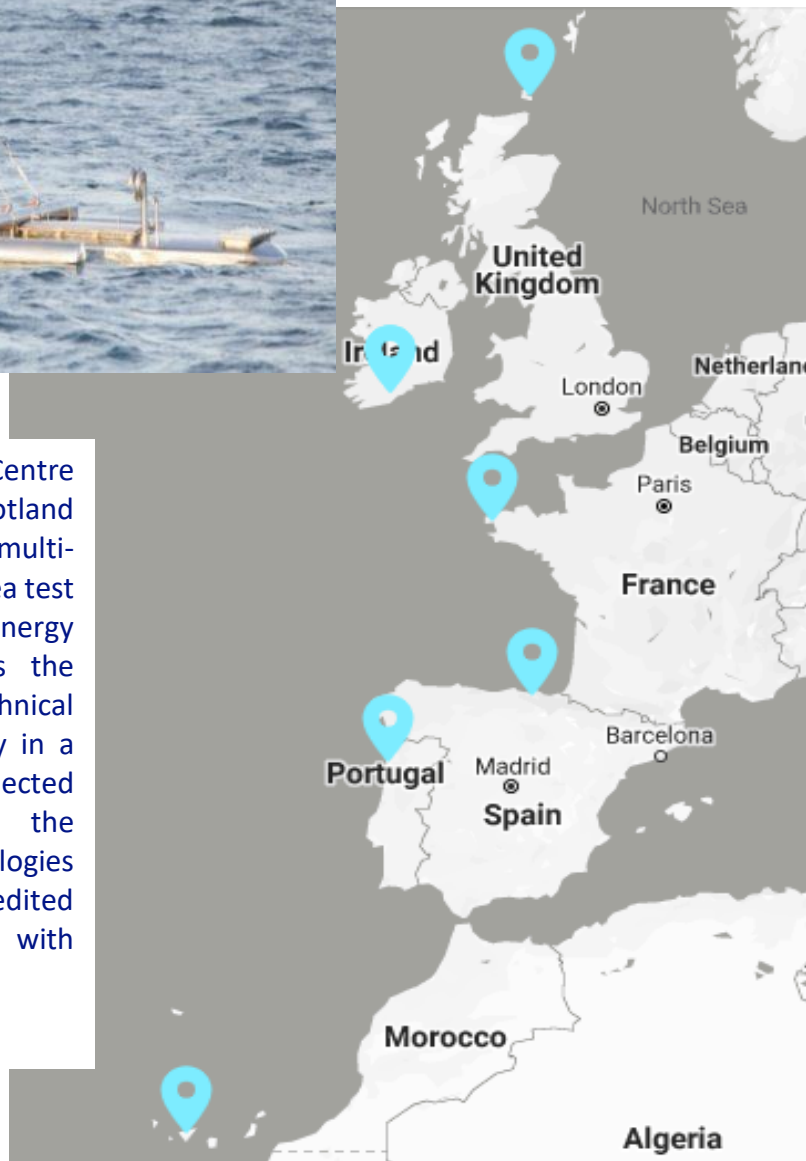 Centre
otland
multi-
ea test
nergy
s the
hnical
y in a
ected
the
logies
edited
with
North Sea
United
Kingdom
Ireland
London
Netherlan
Belgium
Paris
France
Barcelona
Portugal
Madrid
Spain
Morocco
Algeria